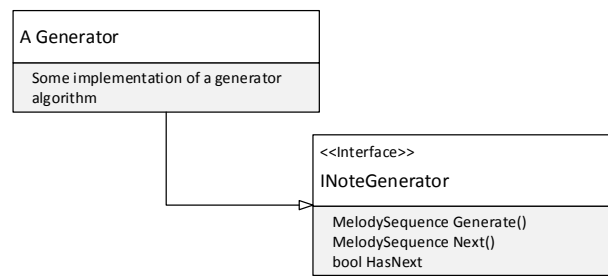 A Generator
Some implementation of a generator
algorithm
<<Interface>>
INoteGenerator
MelodySequence Generate()
MelodySequence Next()
bool HasNext